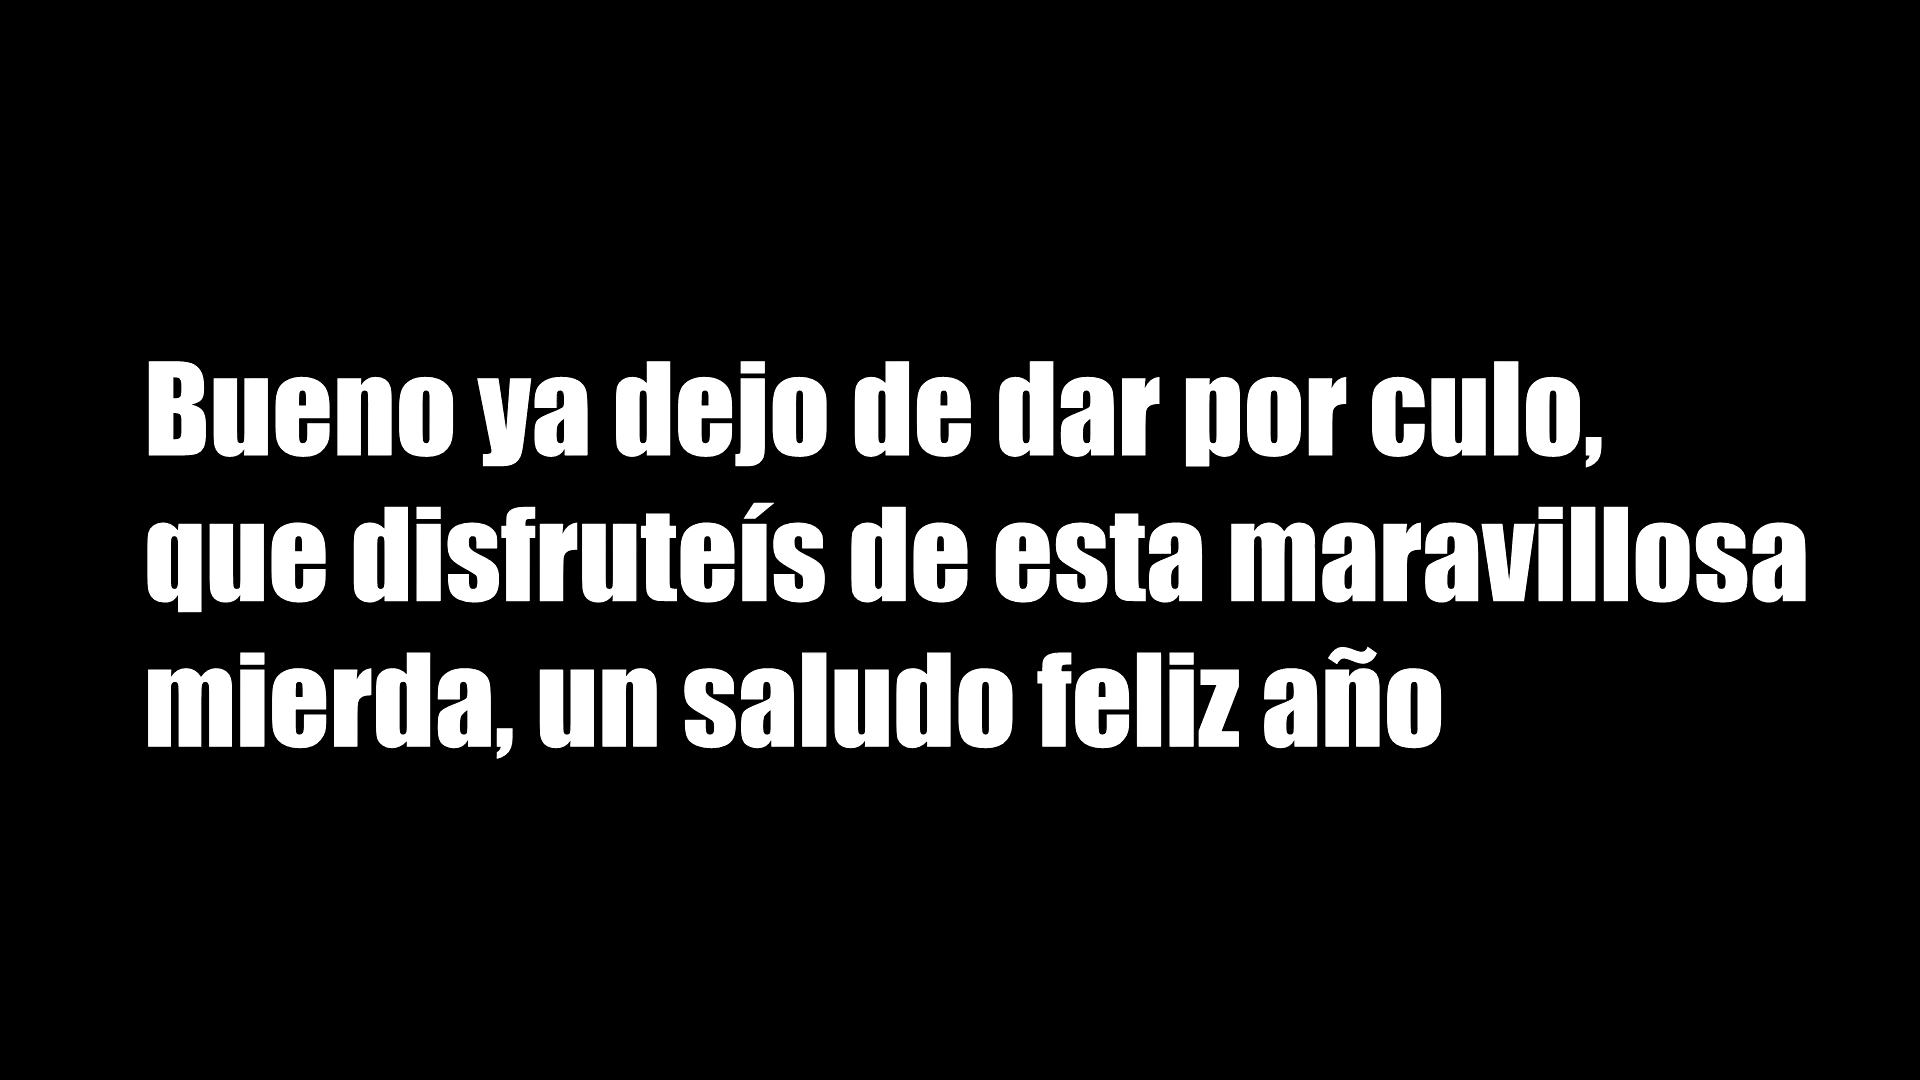 Bueno ya dejo de dar por culo,
que disfruteís de esta maravillosa
mierda, un saludo feliz año